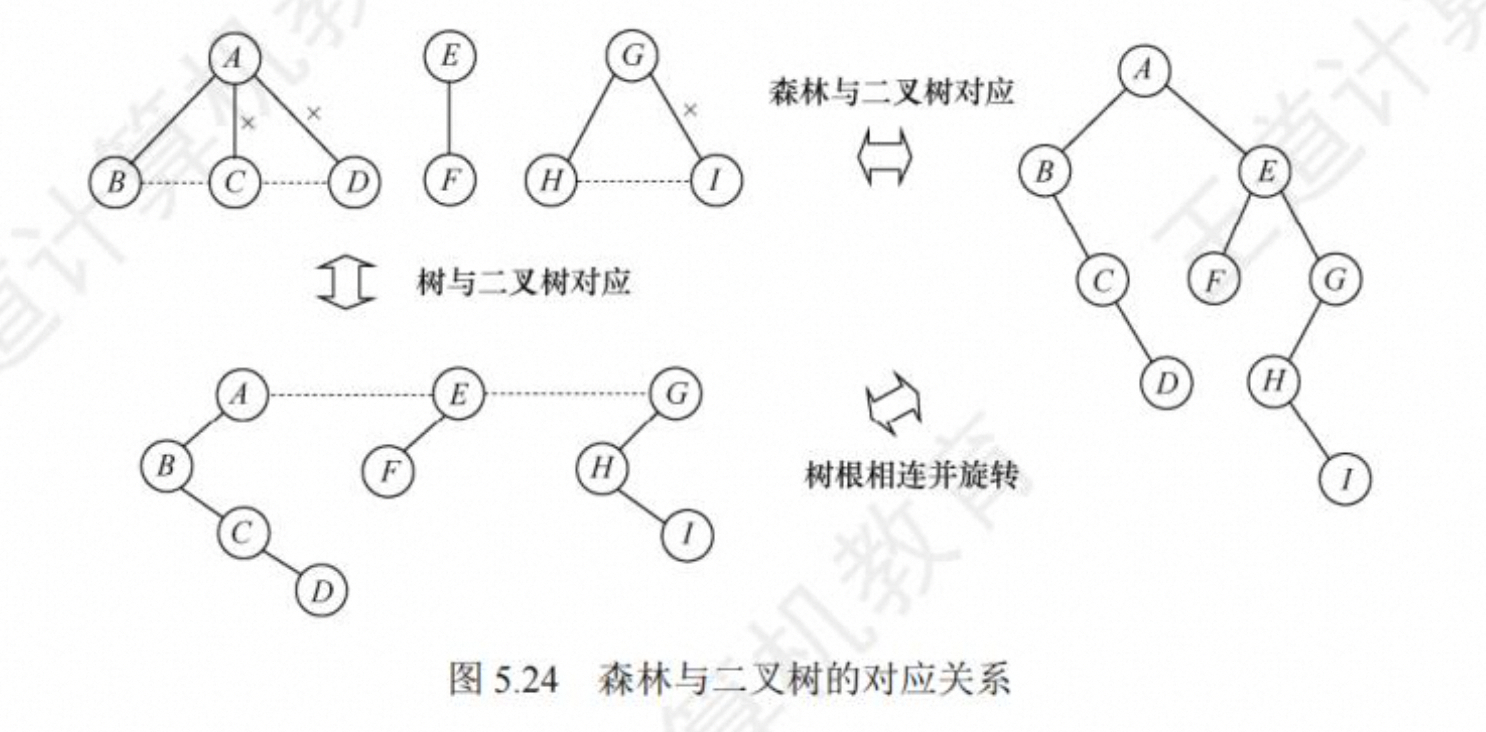 A E G
B C D F H I
× × ×
森林与二叉树对应
A
B E
C F G
D H
I
树与二叉树对应
A E G
B F H
C I
D
树根相连并旋转
图 5.24 森林与二叉树的对应关系
王道计算机教育